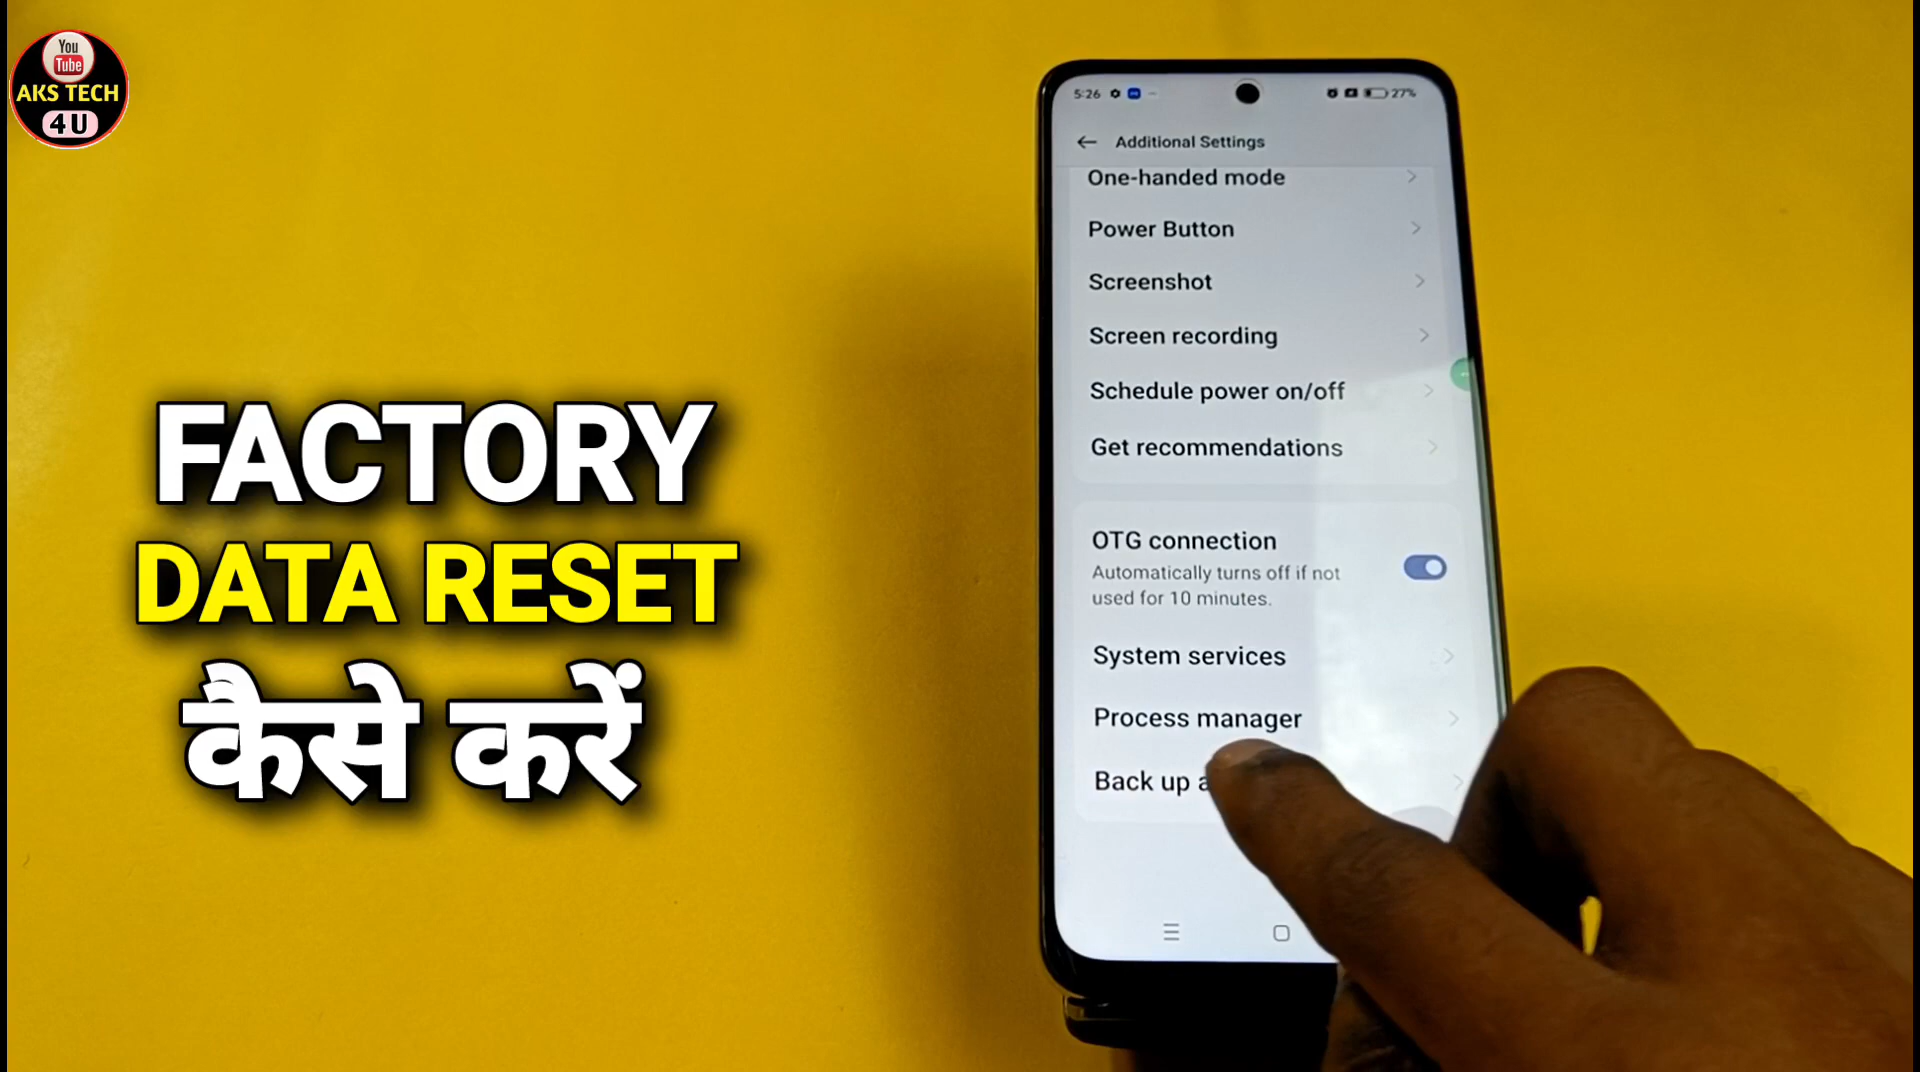 You
Tube
AKS TECH
4 U
FACTORY
DATA RESET
कैसे करें
5:26
27%
Additional Settings
One-handed mode
Power Button
Screenshot
Screen recording
Schedule power on/off
Get recommendations
OTG connection
Automatically turns off if not
used for 10 minutes.
System services
Process manager
Back up